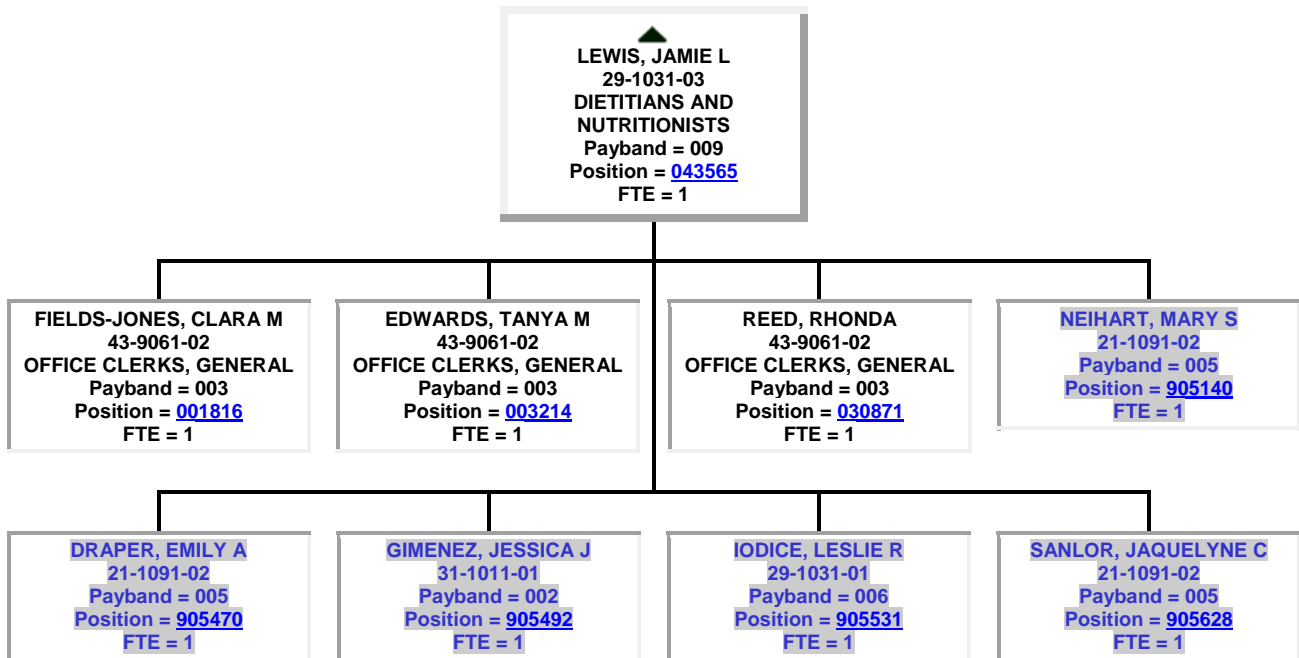 LEWIS, JAMIE L
29-1031-03
DIETITIANS AND
NUTRITIONISTS
Payband = 009
Position = 043565
FTE = 1
FIELDS-JONES, CLARA M
43-9061-02
OFFICE CLERKS, GENERAL
Payband = 003
Position = 001816
FTE = 1
EDWARDS, TANYA M
43-9061-02
OFFICE CLERKS, GENERAL
Payband = 003
Position = 003214
FTE = 1
REED, RHONDA
43-9061-02
OFFICE CLERKS, GENERAL
Payband = 003
Position = 030871
FTE = 1
NEIHART, MARY S
21-1091-02
Payband = 005
Position = 905140
FTE = 1
DRAPER, EMILY A
21-1091-02
Payband = 005
Position = 905470
FTE = 1
GIMENEZ, JESSICA J
31-1011-01
Payband = 002
Position = 905492
FTE = 1
IODICE, LESLIE R
29-1031-01
Payband = 006
Position = 905531
FTE = 1
SANLOR, JAQUELYNE C
21-1091-02
Payband = 005
Position = 905628
FTE = 1